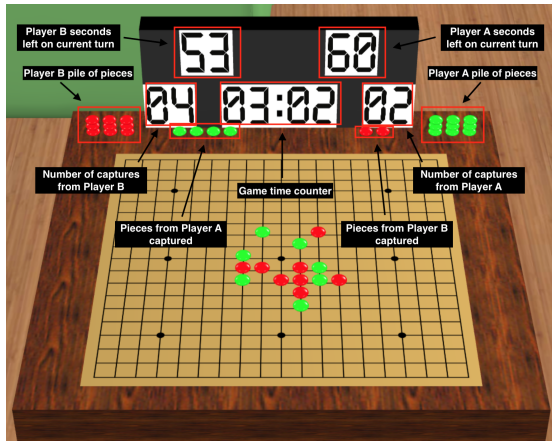 Player B seconds
left on current turn
53
60
Player A seconds
left on current turn
Player B pile of pieces
Player A pile of pieces
04
03:02
02
Number of captures
from Player B
Game time counter
Number of captures
from Player A
Pieces from Player A
captured
Pieces from Player B
captured